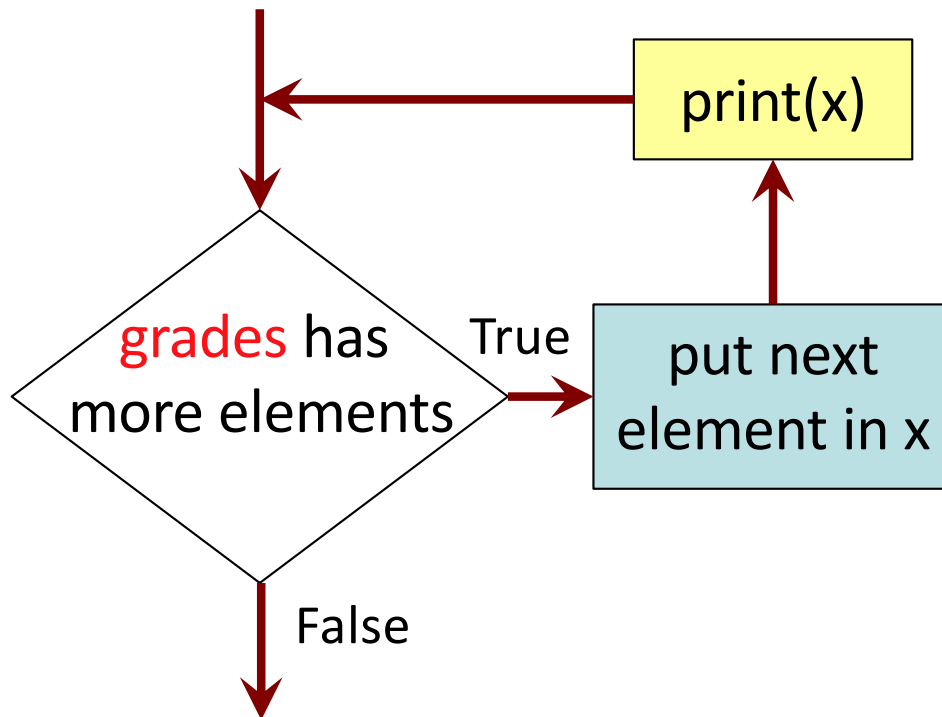 print(x)
grades has
more elements
True
put next
element in x
False